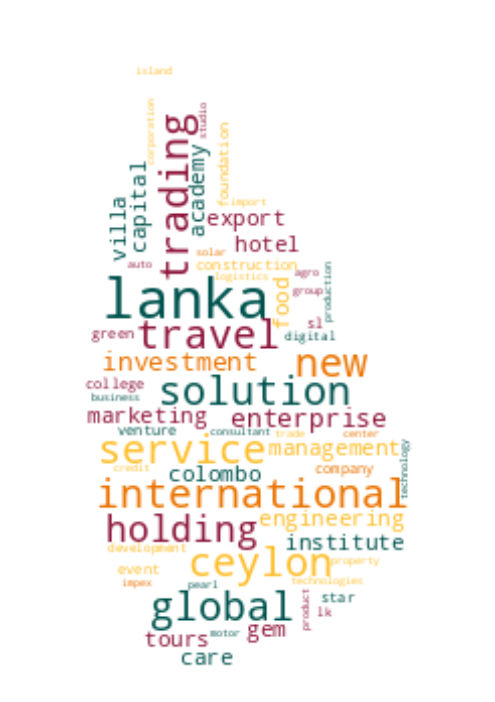 island
corporation
trading
studio
foundation
academy
capital
villa
import
export
hotel
solar
auto
construction
logistics
agro
production
food
group
lanka
sl
green
travel
digital
investment
new
college
solution
business
marketing
enterprise
venture
consultant
trade
center
service
management
technology
credit
colombo
company
international
holding
engineering
institute
development
ceylon
property
event
impex
pearl
technologies
global
product
star
lk
tours
motor
gem
care